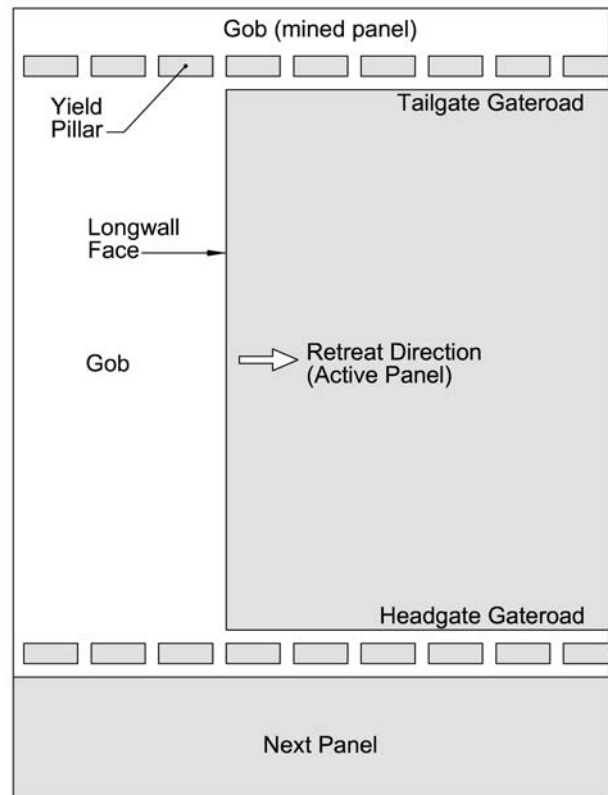 Gob (mined panel)
Yield
Pillar
Tailgate Gateroad
Longwall
Face
Retreat Direction
(Active Panel)
Gob
Headgate Gateroad
Next Panel